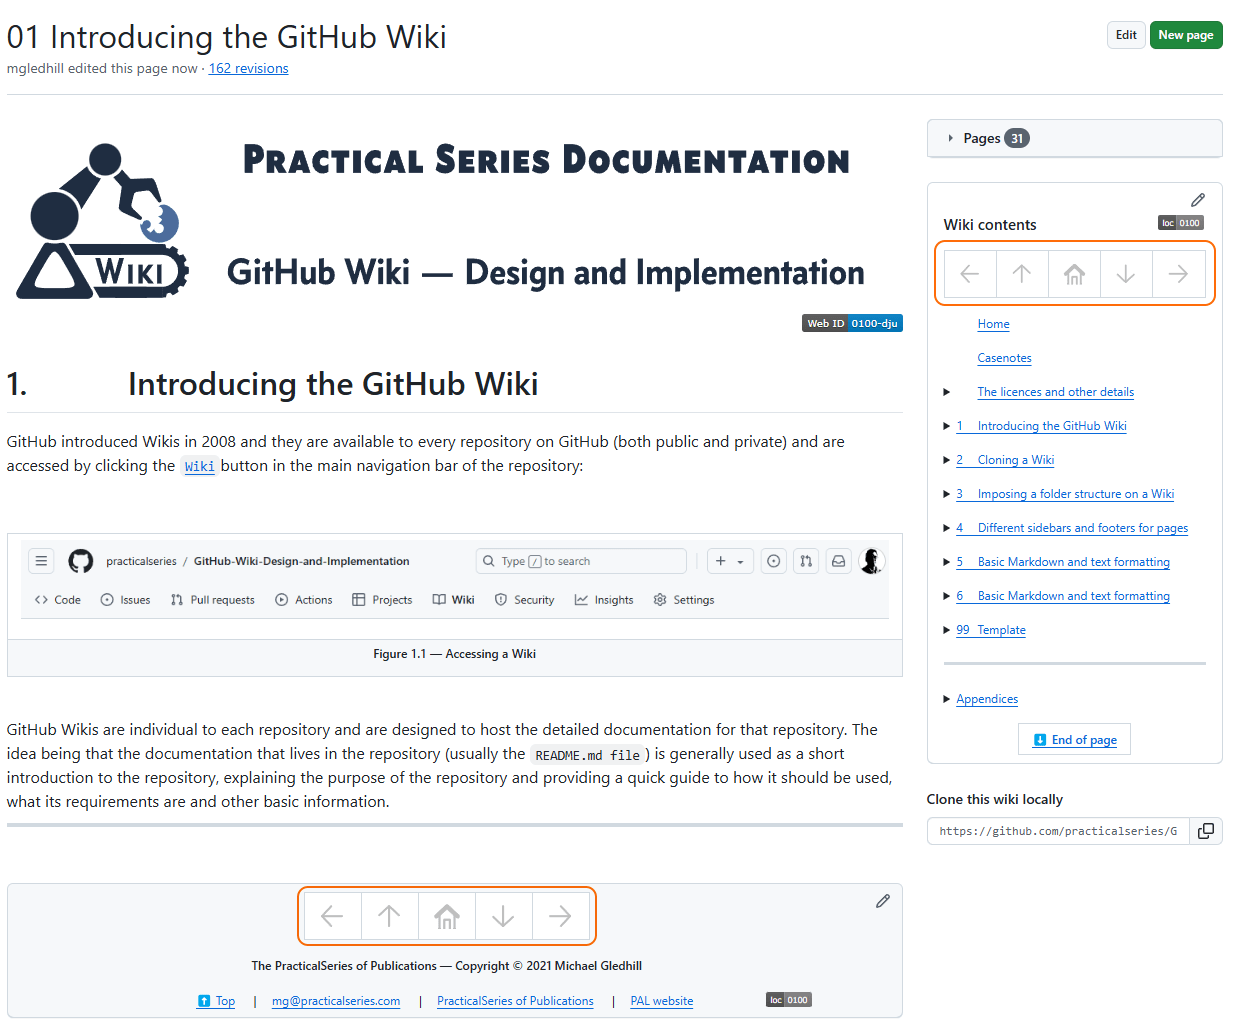 01 Introducing the GitHub Wiki
Edit
New page
mgledhill edited this page now · 162 revisions
PRACTICAL SERIES DOCUMENTATION
WIKI
GitHub Wiki — Design and Implementation
Web ID 0100-dju
1. Introducing the GitHub Wiki
GitHub introduced Wikis in 2008 and they are available to every repository on GitHub (both public and private) and are
accessed by clicking the Wiki button in the main navigation bar of the repository:
practicalseries / GitHub-Wiki-Design-and-Implementation
Type / to search
Code Issues Pull requests Actions Projects Wiki Security Insights Settings
Figure 1.1 — Accessing a Wiki
GitHub Wikis are individual to each repository and are designed to host the detailed documentation for that repository. The
idea being that the documentation that lives in the repository (usually the README.md file ) is generally used as a short
introduction to the repository, explaining the purpose of the repository and providing a quick guide to how it should be used,
what its requirements are and other basic information.
Pages 31
Wiki contents
loc 0100
Home
Casenotes
The licences and other details
1 Introducing the GitHub Wiki
2 Cloning a Wiki
3 Imposing a folder structure on a Wiki
4 Different sidebars and footers for pages
5 Basic Markdown and text formatting
6 Basic Markdown and text formatting
99 Template
Appendices
End of page
Clone this wiki locally
https://github.com/practicalseries/G
The PracticalSeries of Publications — Copyright © 2021 Michael Gledhill
Top | mg@practicalseries.com | PracticalSeries of Publications | PAL website
loc 0100